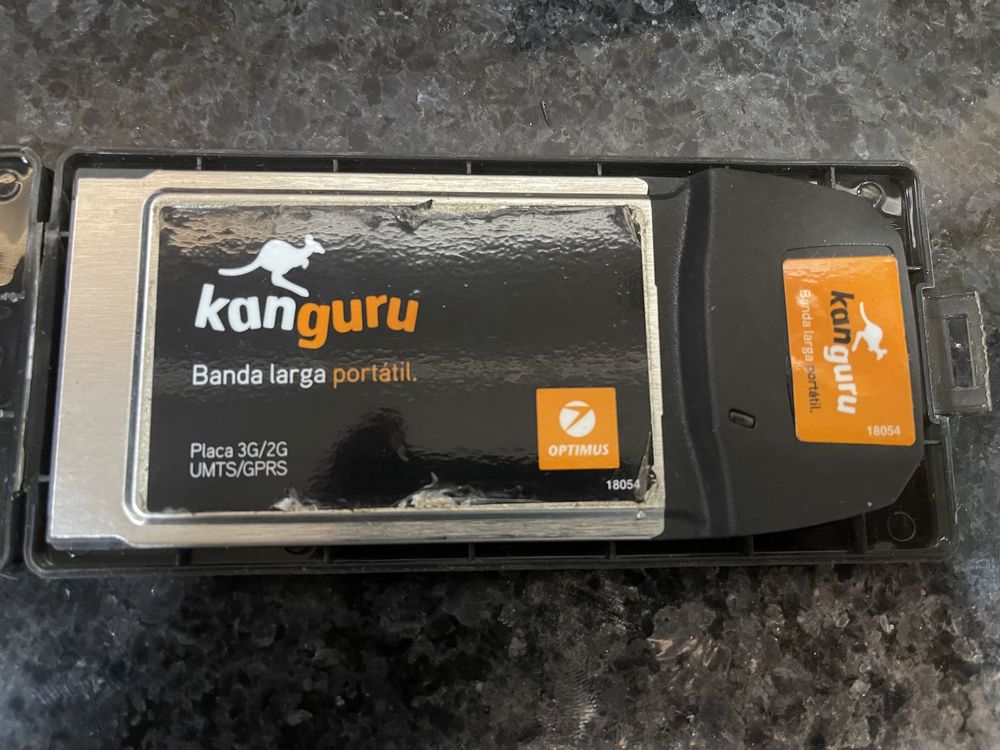 kanguru
Banda larga portátil.
Placa 3G/2G
UMTS/GPRS
OPTIMUS
18054
kanguru
Banda larga portátil.
18054